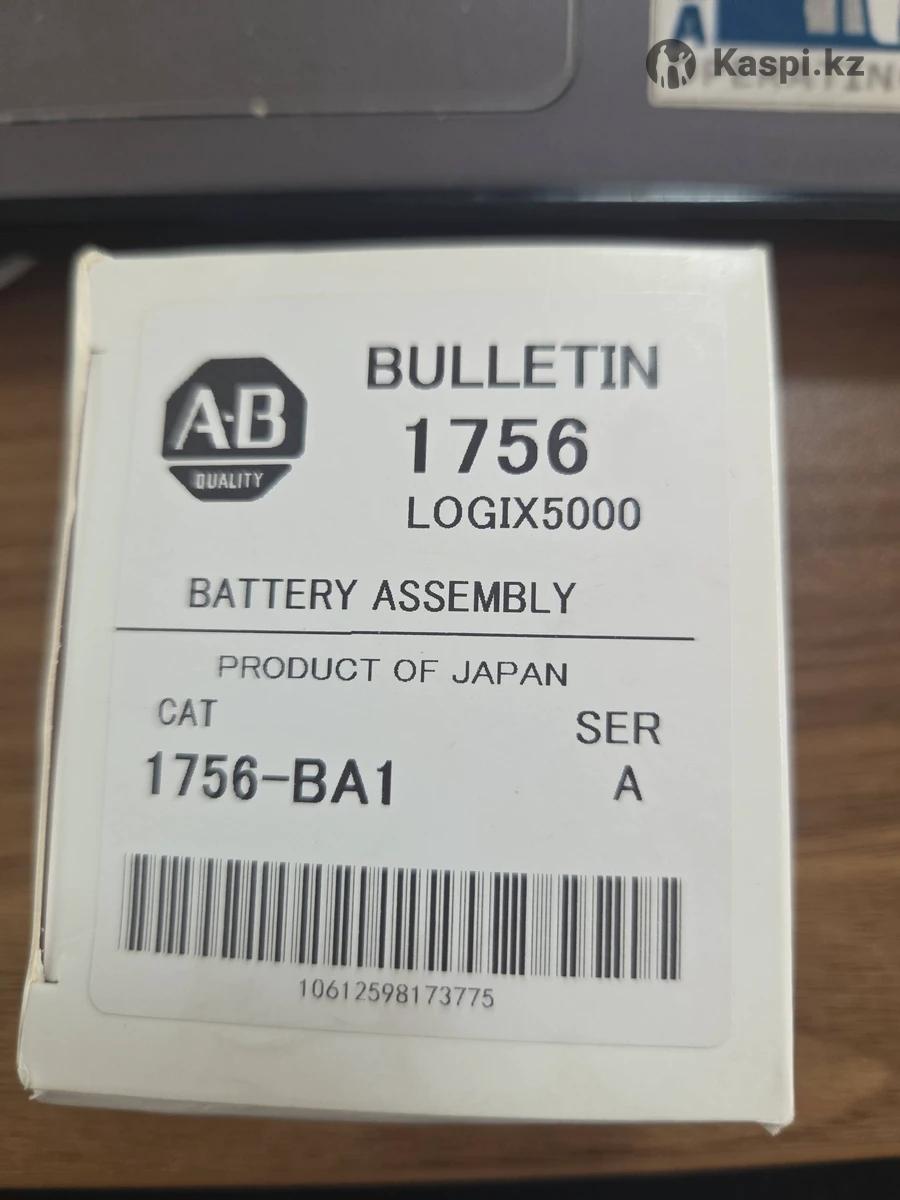 Kaspi.kz
A
A-B
QUALITY
BULLETIN
1756
LOGIX5000
BATTERY ASSEMBLY
PRODUCT OF JAPAN
CAT
SER
1756-BA1
A
10612598173775